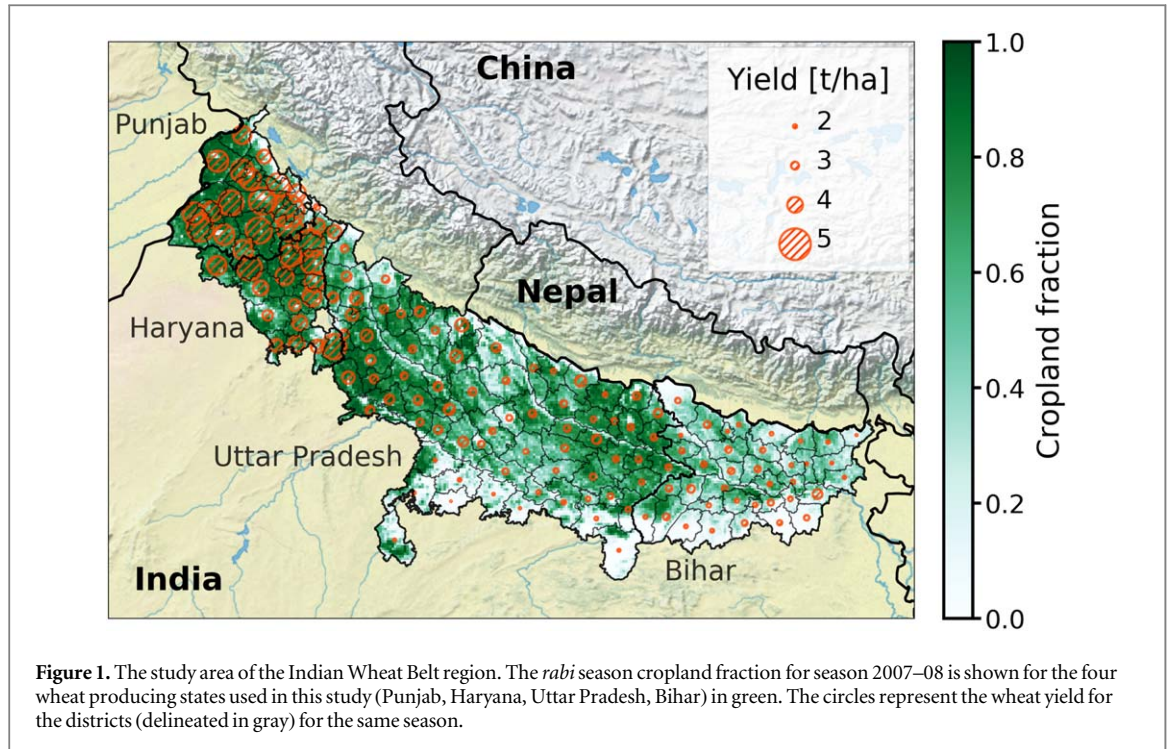 China
Punjab
Haryana
Nepal
Uttar Pradesh
India
Bihar
Yield [t/ha]
2
3
4
5
1.0
0.8
0.6
0.4
0.2
0.0
Cropland fraction
Figure 1. The study area of the Indian Wheat Belt region. The rabi season cropland fraction for season 2007–08 is shown for the four
wheat producing states used in this study (Punjab, Haryana, Uttar Pradesh, Bihar) in green. The circles represent the wheat yield for
the districts (delineated in gray) for the same season.